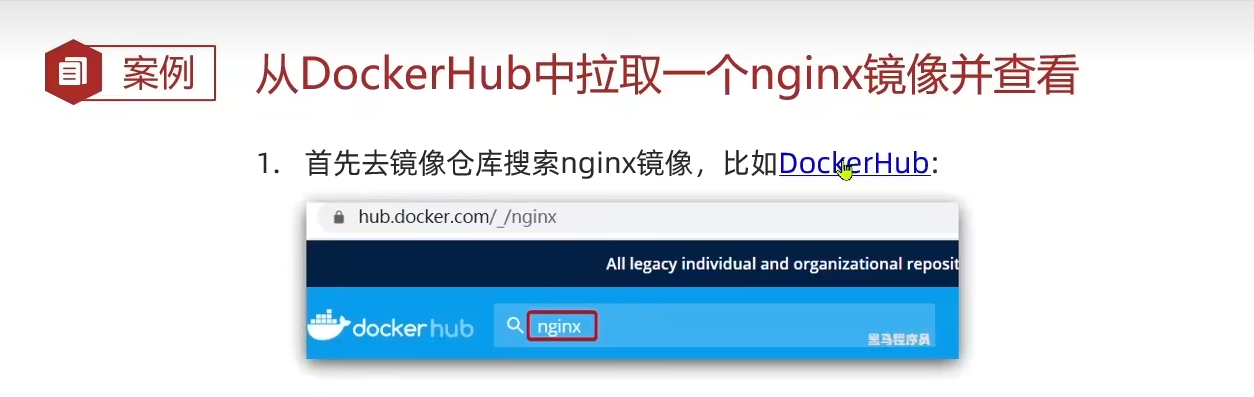 案例
从DockerHub中拉取一个nginx镜像并查看
1. 首先去镜像仓库搜索nginx镜像，比如DockerHub:
hub.docker.com/_/nginx
All legacy individual and organizational reposit
dockerhub
nginx
黑马程序员